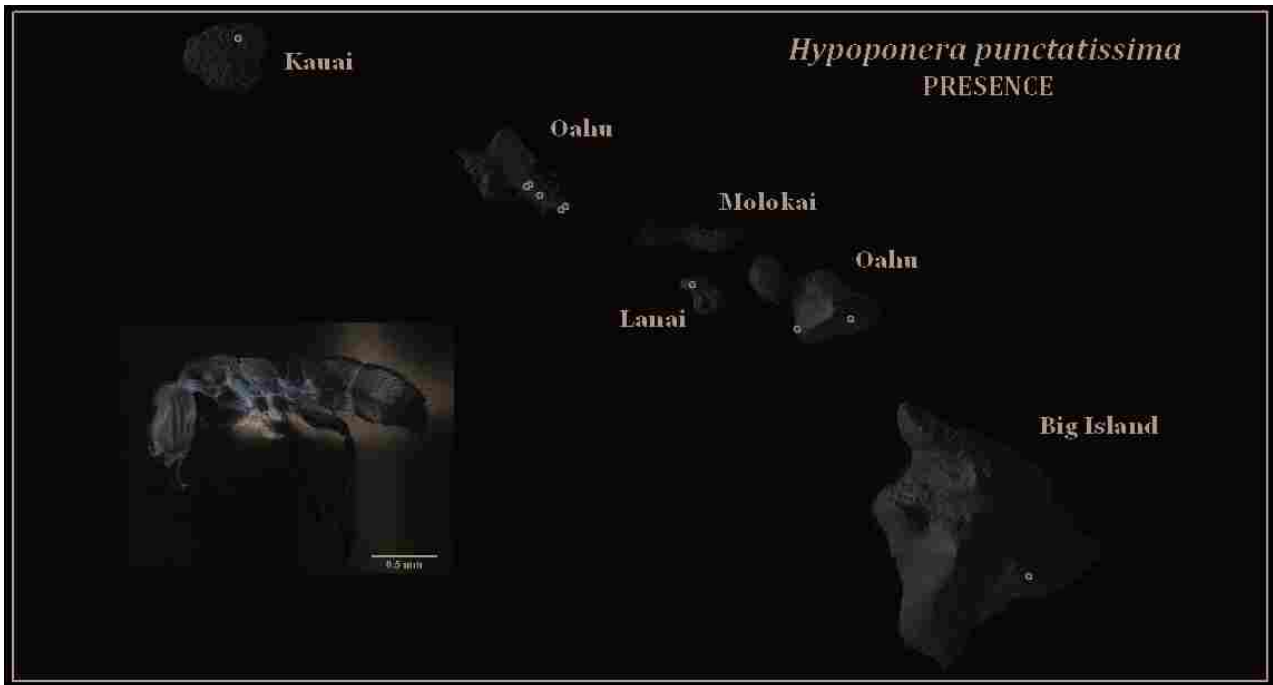 Kauai
Hypoponera punctatissima
PRESENCE
Oahu
Molokai
Oahu
Lanai
Big Island
0.5 mm